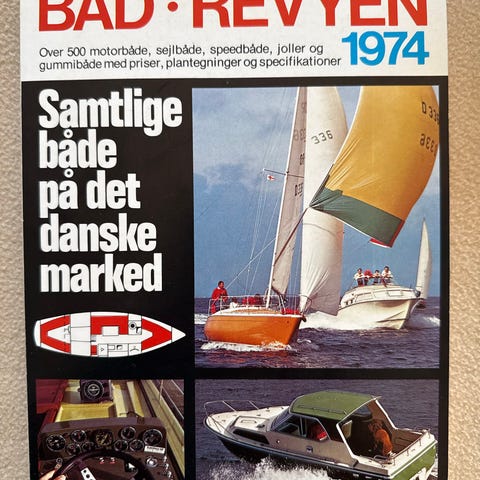 BÅD · REVYEN
Over 500 motorbåde, sejlbåde, speedbåde, joller og
gummibåde med priser, plantegninger og specifikationer
1974
Samtlige
både
på det
danske
marked
336
D
336